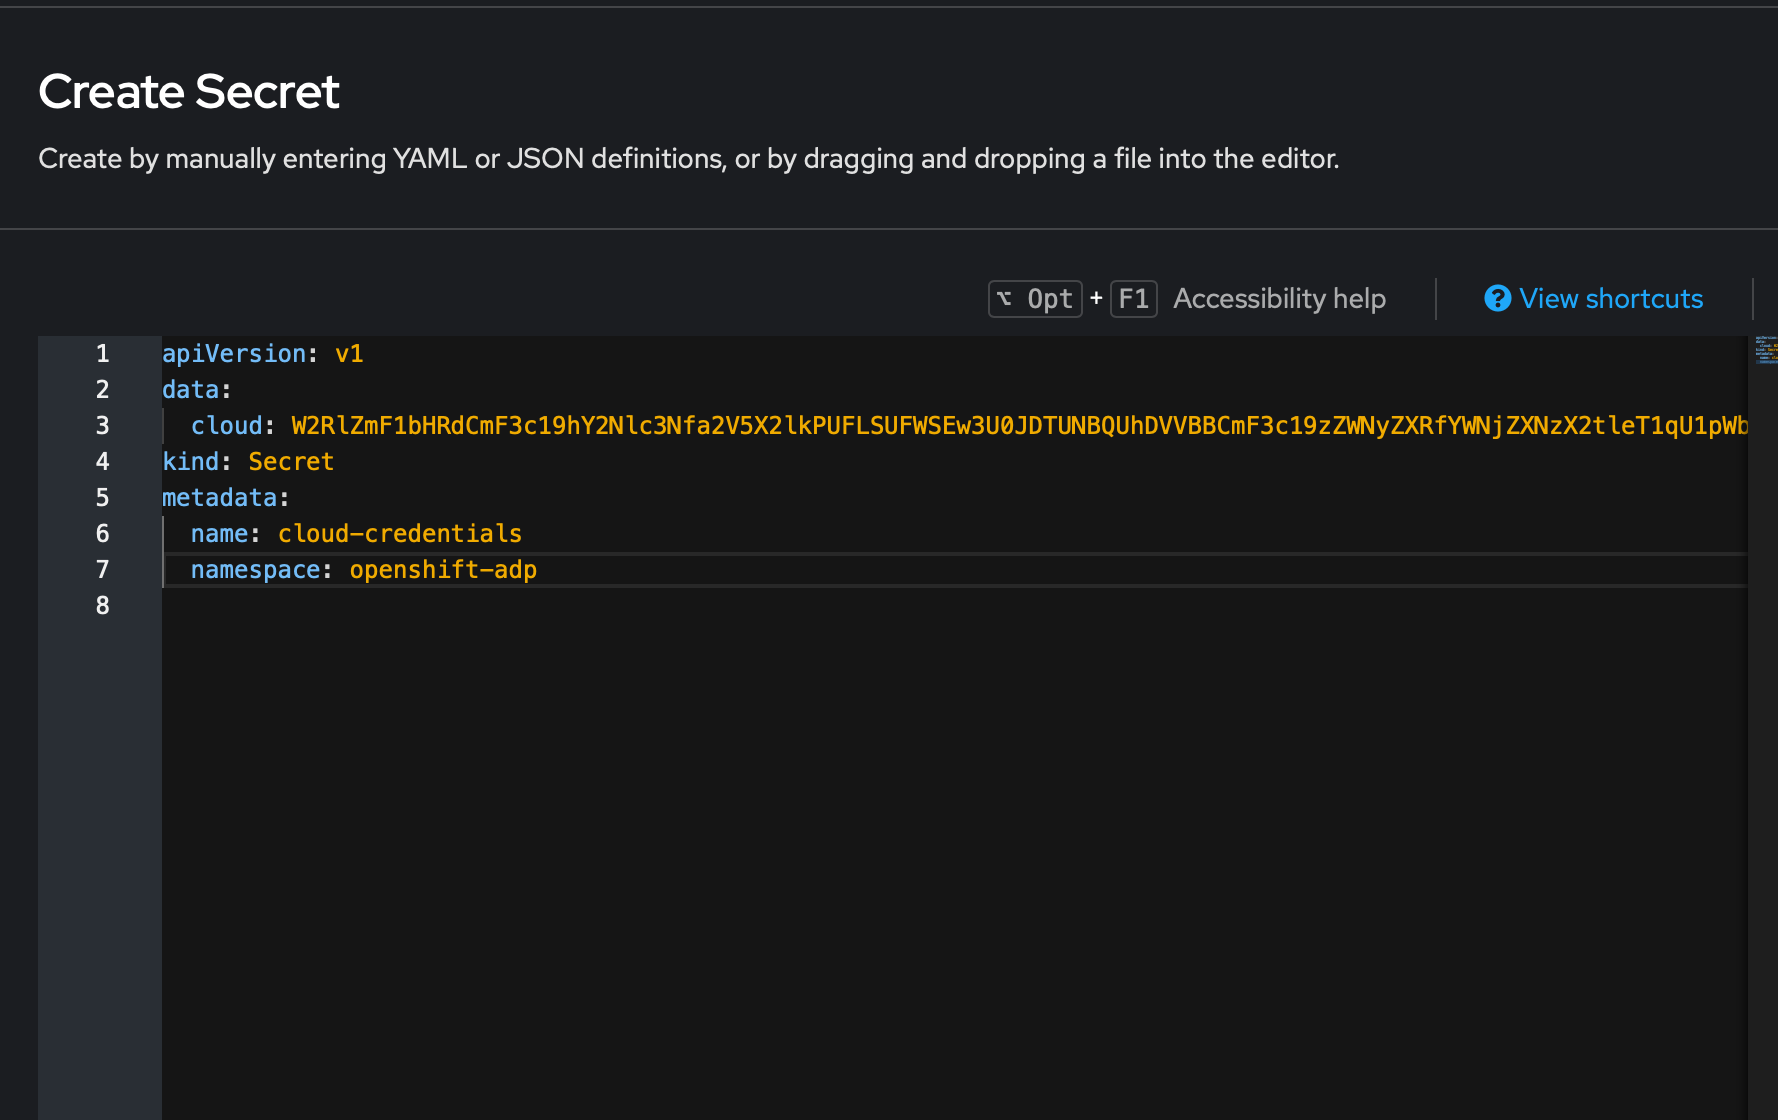 Create Secret
Create by manually entering YAML or JSON definitions, or by dragging and dropping a file into the editor.
⌥ Opt + F1 Accessibility help
View shortcuts
1 apiVersion: v1
2 data:
3   cloud: W2RlZmF1bHRdCmF3c19hY2Nlc3Nfa2V5X2lkPUFLSUFWSEw3U0JDTUNBQUhDVVBBCmF3c19zZWNyZXRfYWNjZXNzX2tleT1qU1pWb
4 kind: Secret
5 metadata:
6   name: cloud-credentials
7   namespace: openshift-adp
8